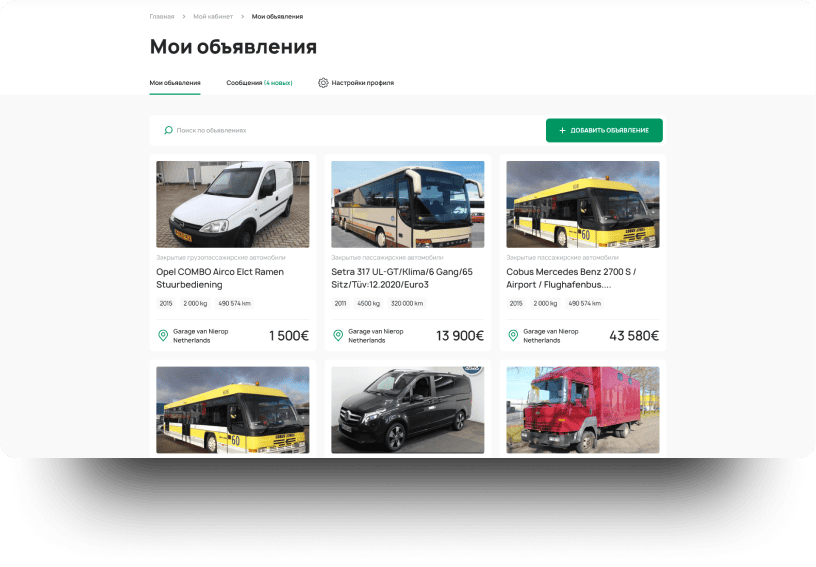 Главная > Мой кабинет > Мои объявления
Мои объявления
Мои объявления Сообщения (4 новых) Настройки профиля
Поиск по объявлениях
+ ДОБАВИТЬ ОБЪЯВЛЕНИЕ
Закрытые грузопассажирские автомобили
Opel COMBO Airco Elct Ramen
Stuurbediening
2015 2 000 kg 490 574 km
Garage van Nierop
Netherlands
1 500€
Закрытые пассажирские автомобили
Setra 317 UL-GT/Klima/6 Gang/65
Sitz/Tüv:12.2020/Euro3
2011 4500 kg 320 000 km
Garage van Nierop
Netherlands
13 900€
60
Закрытые пассажирские автомобили
Cobus Mercedes Benz 2700 S /
Airport / Flughafenbus....
2015 2 000 kg 490 574 km
Garage van Nierop
Netherlands
43 580€
60